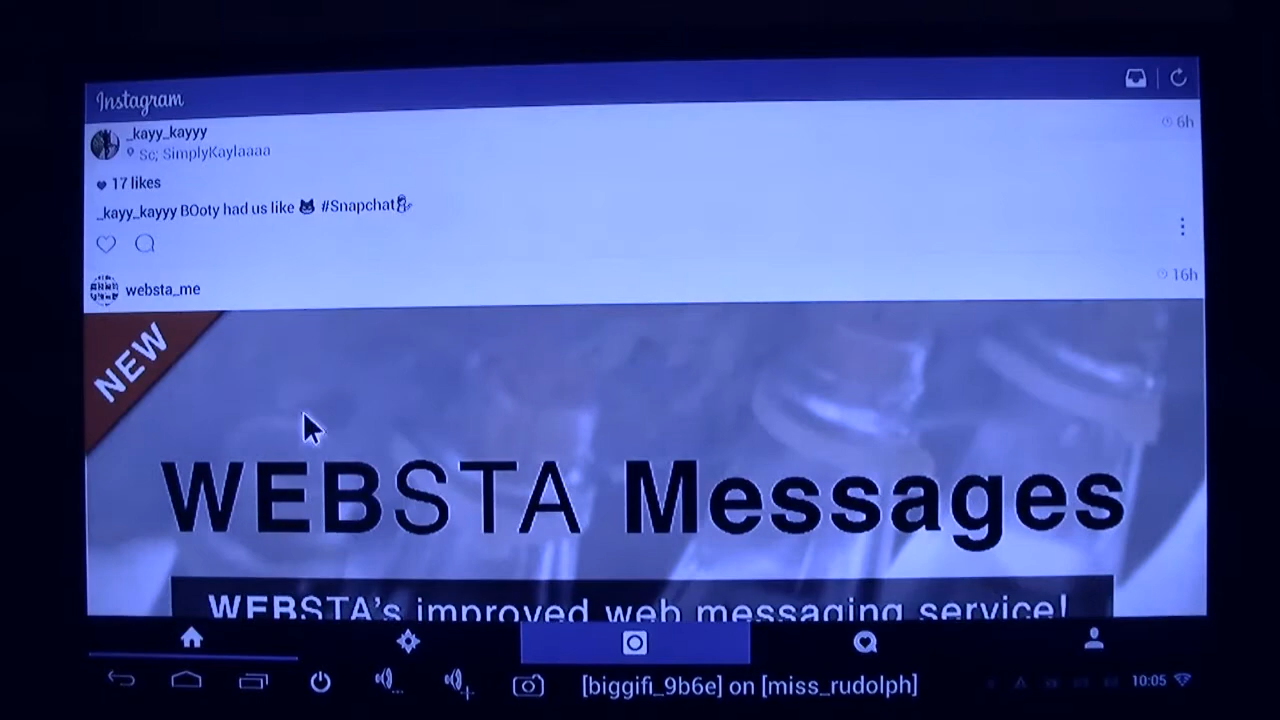 Instagram
_kayy_kayyy
6h
Sc; SimplyKaylaaaa
17 likes
_kayy_kayyy BOoty had us like #Snapchat
16h
websta_me
NEW
WEBSTA Messages
WEBSTA's improved web messaging service!
[biggifi_9b6e] on [miss_rudolph]
10:05